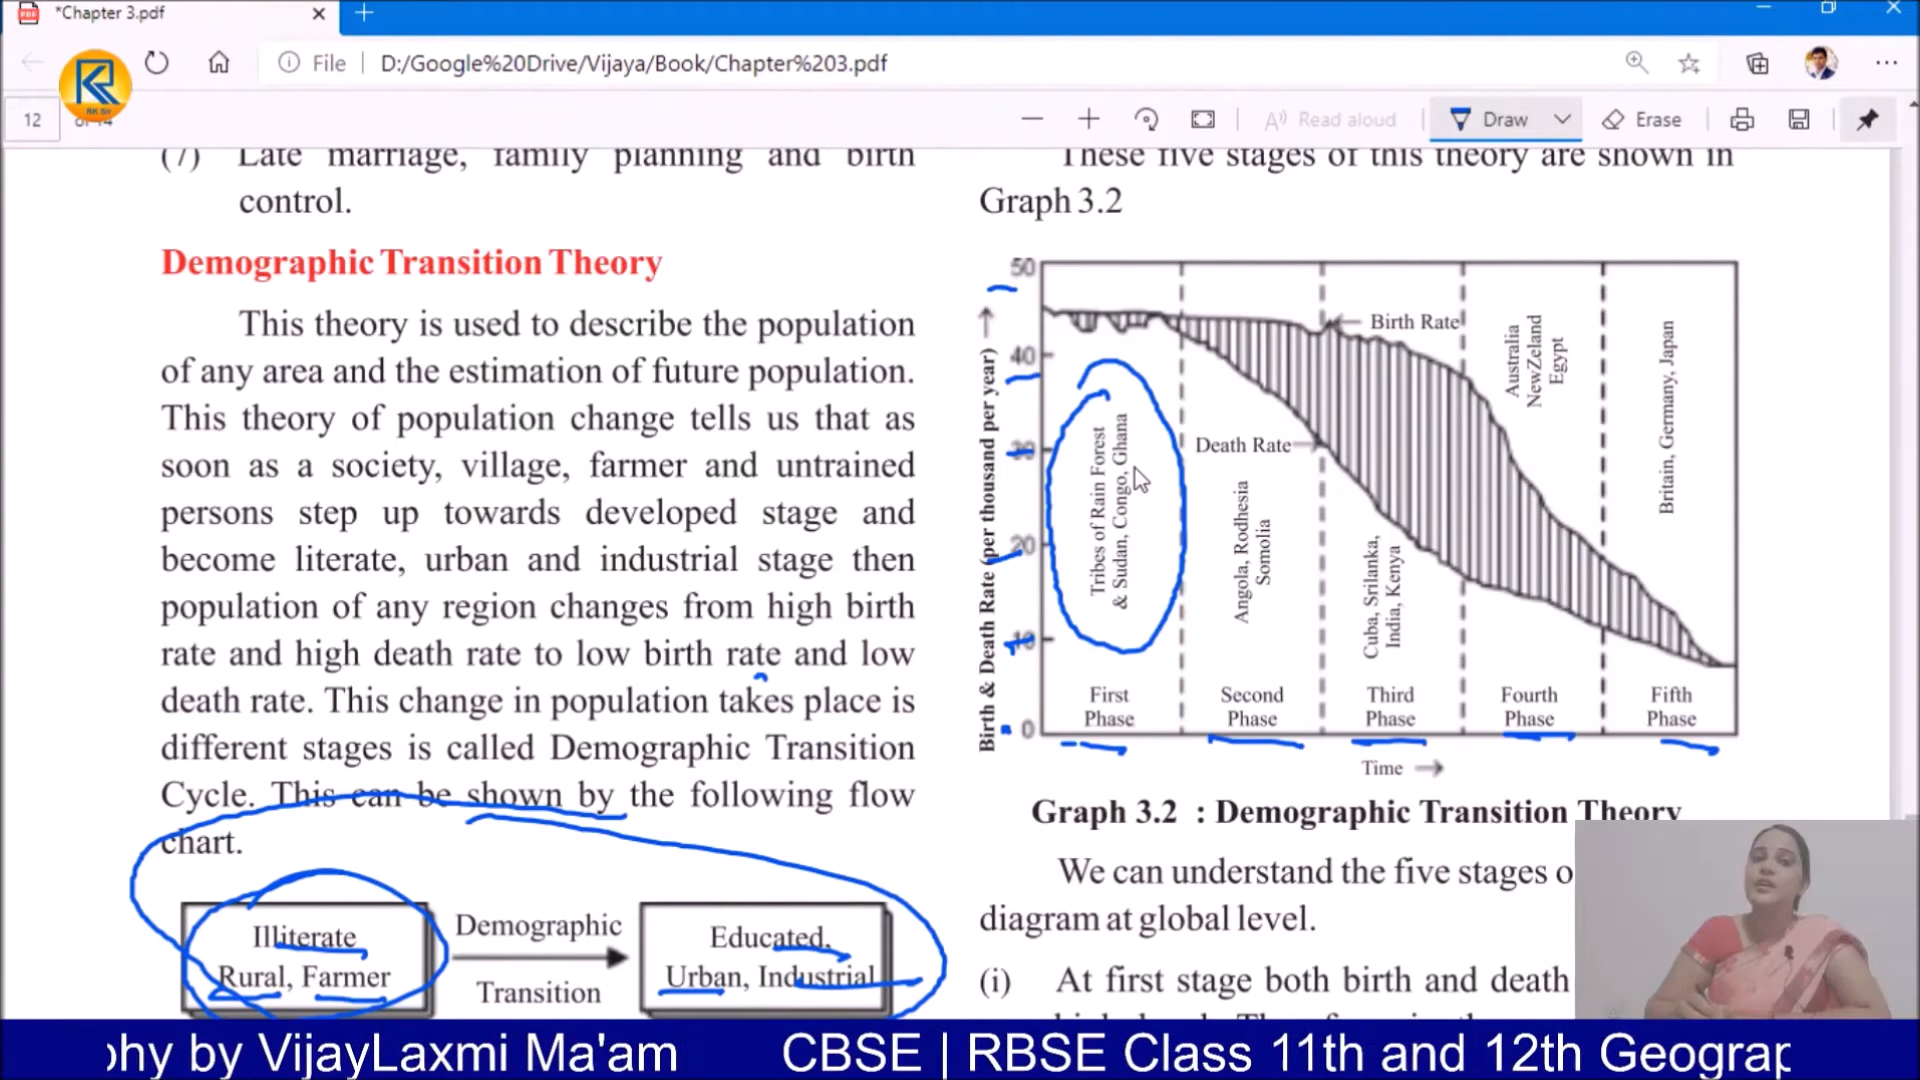 *Chapter 3.pdf
File
D:/Google%20Drive/Vijaya/Book/Chapter%203.pdf
RK Sir
12
of 14
Read aloud
Draw
Erase
(7) Late marriage, family planning and birth
control.
Demographic Transition Theory
This theory is used to describe the population
of any area and the estimation of future population.
This theory of population change tells us that as
soon as a society, village, farmer and untrained
persons step up towards developed stage and
become literate, urban and industrial stage then
population of any region changes from high birth
rate and high death rate to low birth rate and low
death rate. This change in population takes place is
different stages is called Demographic Transition
Cycle. This can be shown by the following flow
chart.
Illiterate
Rural, Farmer
Demographic
Transition
Educated,
Urban, Industrial
These five stages of this theory are shown in
Graph 3.2
Birth & Death Rate (per thousand per year)
50
40
30
20
10
0
Birth Rate
Death Rate
Tribes of Rain Forest
& Sudan, Congo, Ghana
Angola, Rodhesia
Somolia
Cuba, Srilanka,
India, Kenya
Australia
NewZeland
Egypt
Britain, Germany, Japan
First
Phase
Second
Phase
Third
Phase
Fourth
Phase
Fifth
Phase
Time
Graph 3.2 : Demographic Transition Theory
We can understand the five stages o
diagram at global level.
(i) At first stage both birth and death
phy by VijayLaxmi Ma'am
CBSE | RBSE Class 11th and 12th Geograp